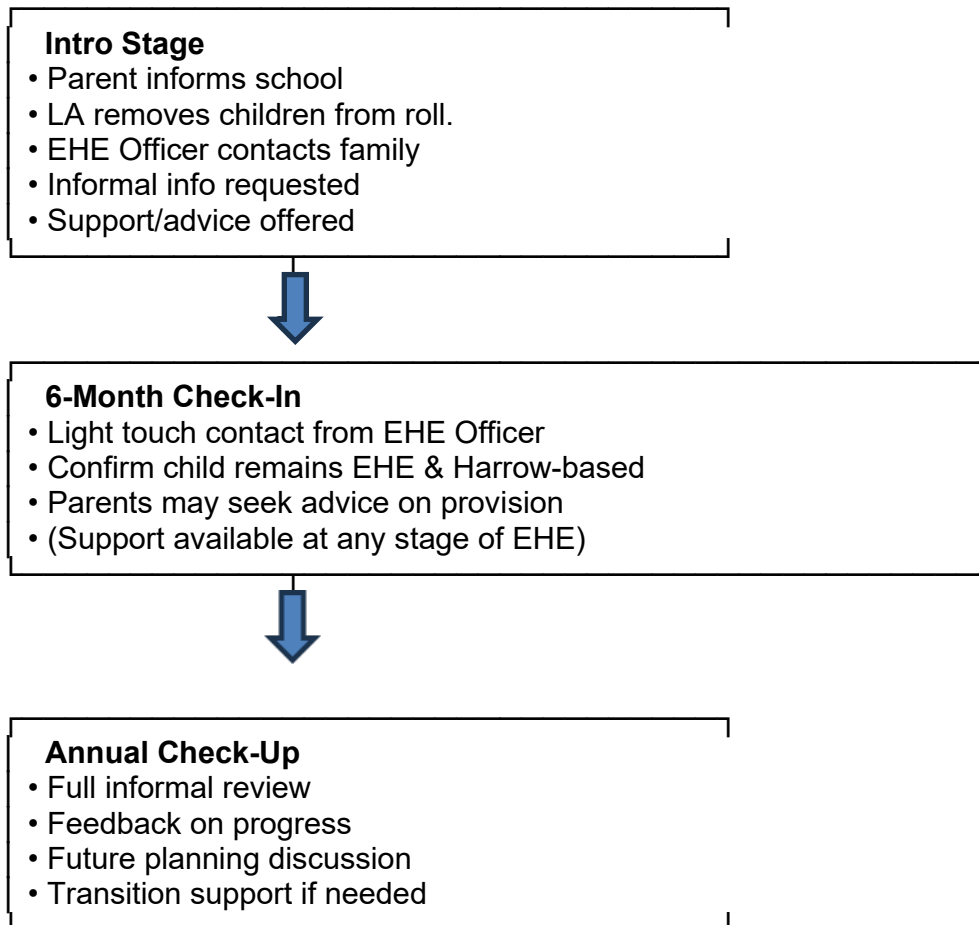 Intro Stage
• Parent informs school
• LA removes children from roll.
• EHE Officer contacts family
• Informal info requested
• Support/advice offered
6-Month Check-In
• Light touch contact from EHE Officer
• Confirm child remains EHE & Harrow-based
• Parents may seek advice on provision
• (Support available at any stage of EHE)
Annual Check-Up
• Full informal review
• Feedback on progress
• Future planning discussion
• Transition support if needed